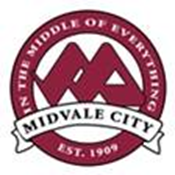 IN THE MIDDLE OF EVERYTHING
MIDVALE CITY
EST. 1909